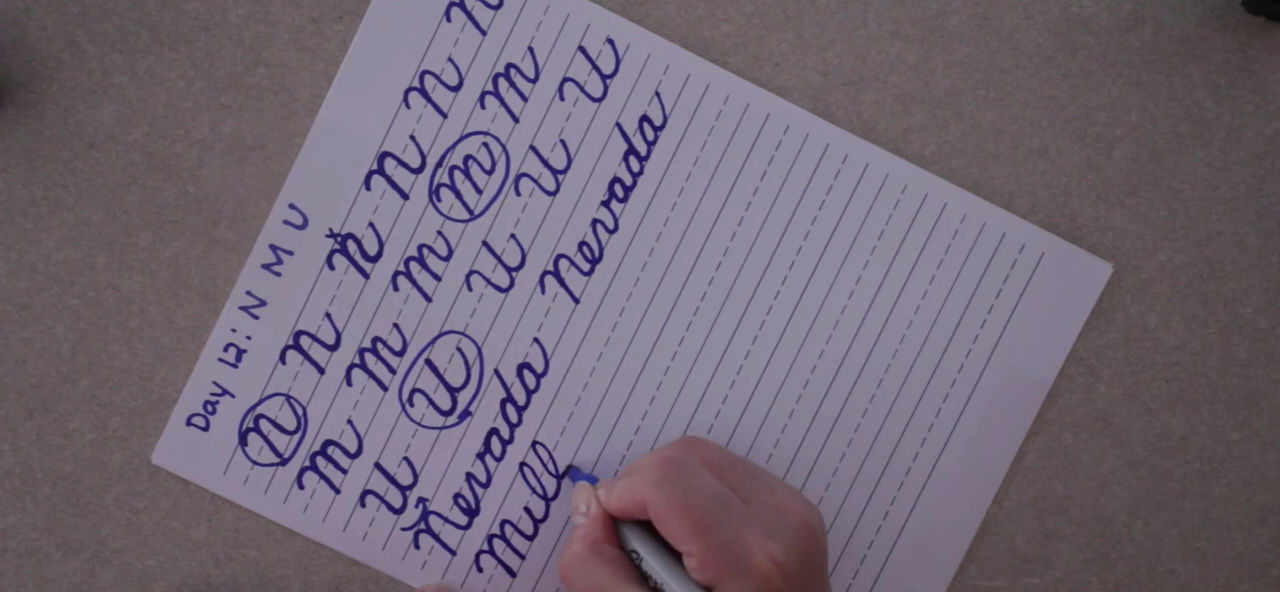 Day 12: N M U
N N N N N N
M M M M M
U U U U U
Nevada Nevada
Mill